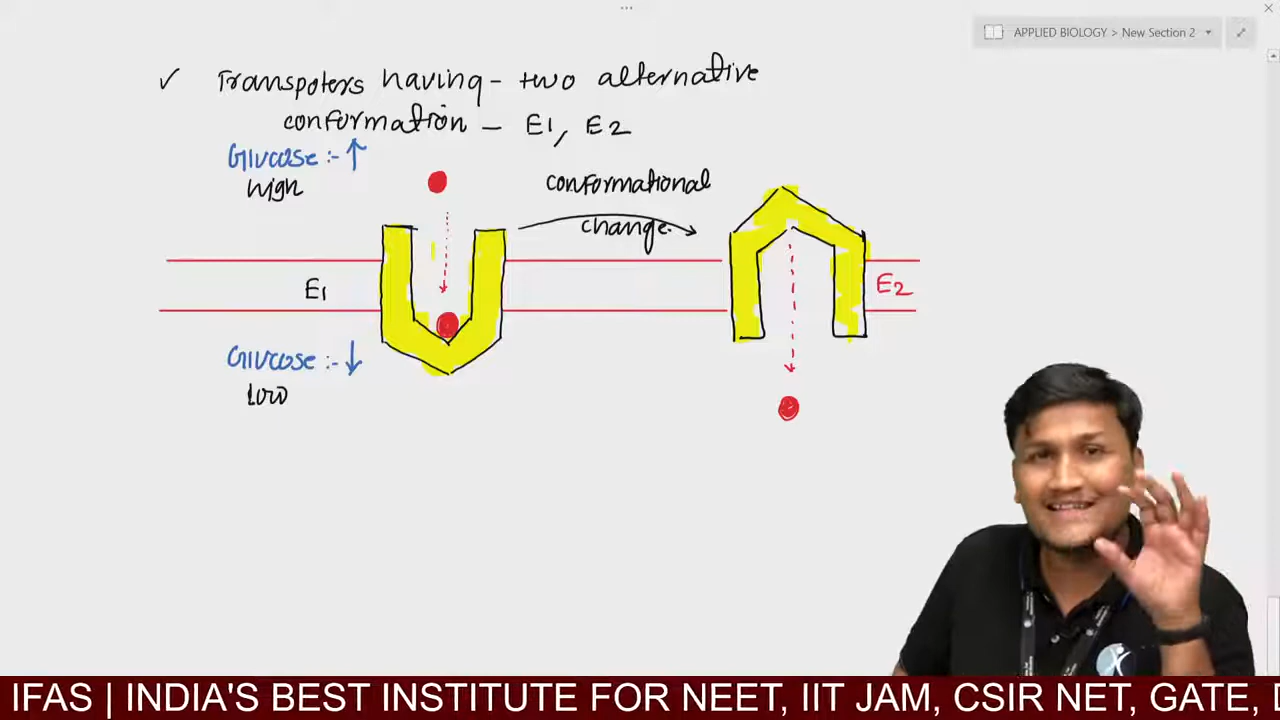 APPLIED BIOLOGY > New Section 2
✓ Transpoters having - two alternative
conformation - E1, E2
Glucose :- ↑
high
conformational
change.
E1
E2
Glucose :- ↓
low
IFAS | INDIA'S BEST INSTITUTE FOR NEET, IIT JAM, CSIR NET, GATE,